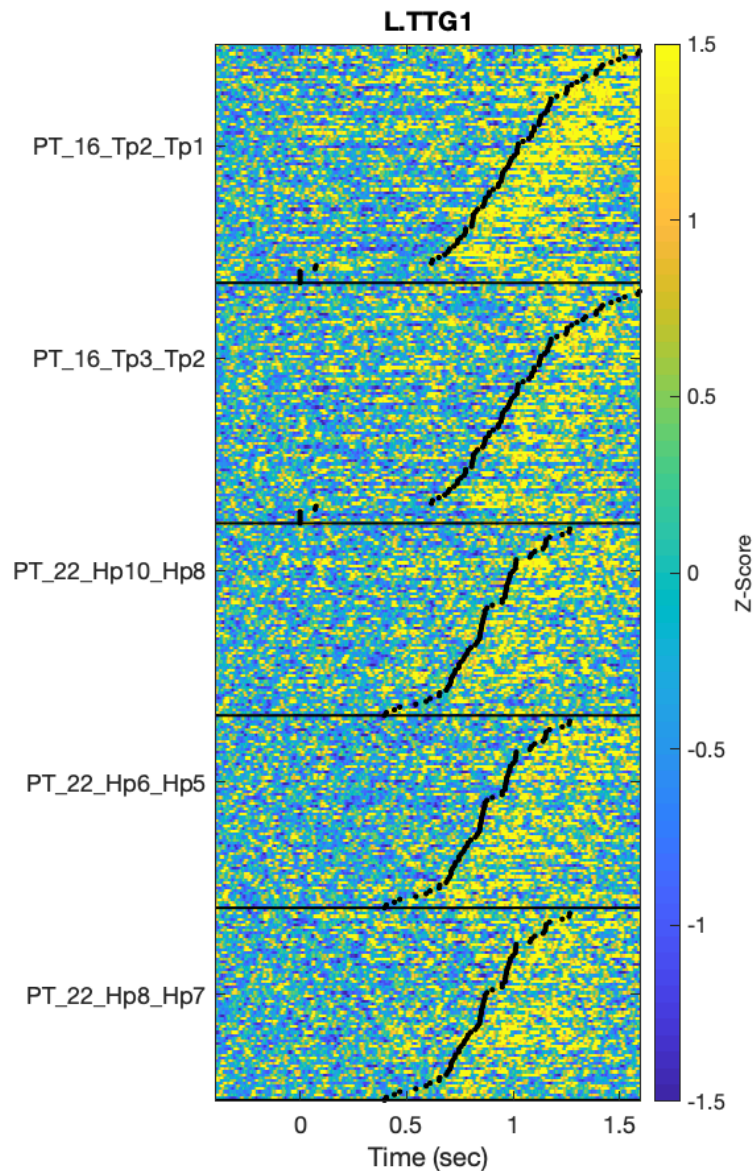 L.TTG1
PT_16_Tp2_Tp1
PT_16_Tp3_Tp2
PT_22_Hp10_Hp8
PT_22_Hp6_Hp5
PT_22_Hp8_Hp7
0
0.5
1
1.5
Time (sec)
1.5
1
0.5
0
-0.5
-1
-1.5
Z-Score